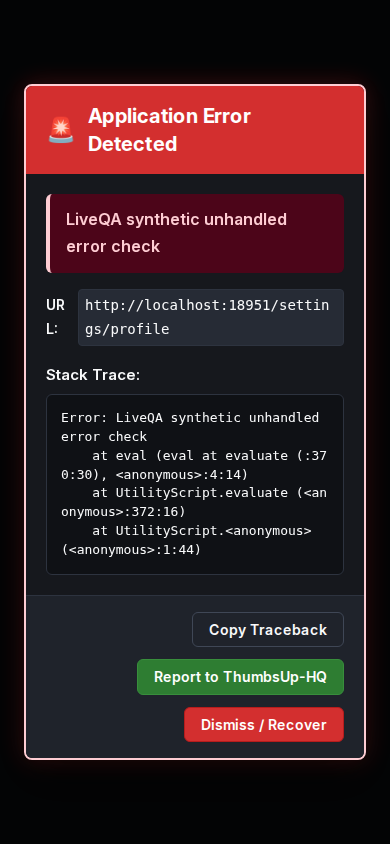 Application Error
Detected
LiveQA synthetic unhandled
error check
UR
L:
http://localhost:18951/settin
gs/profile
Stack Trace:
Error: LiveQA synthetic unhandled
error check
    at eval (eval at evaluate (:37
0:30), <anonymous>:4:14)
    at UtilityScript.evaluate (<an
onymous>:372:16)
    at UtilityScript.<anonymous>
(<anonymous>:1:44)
Copy Traceback
Report to ThumbsUp-HQ
Dismiss / Recover